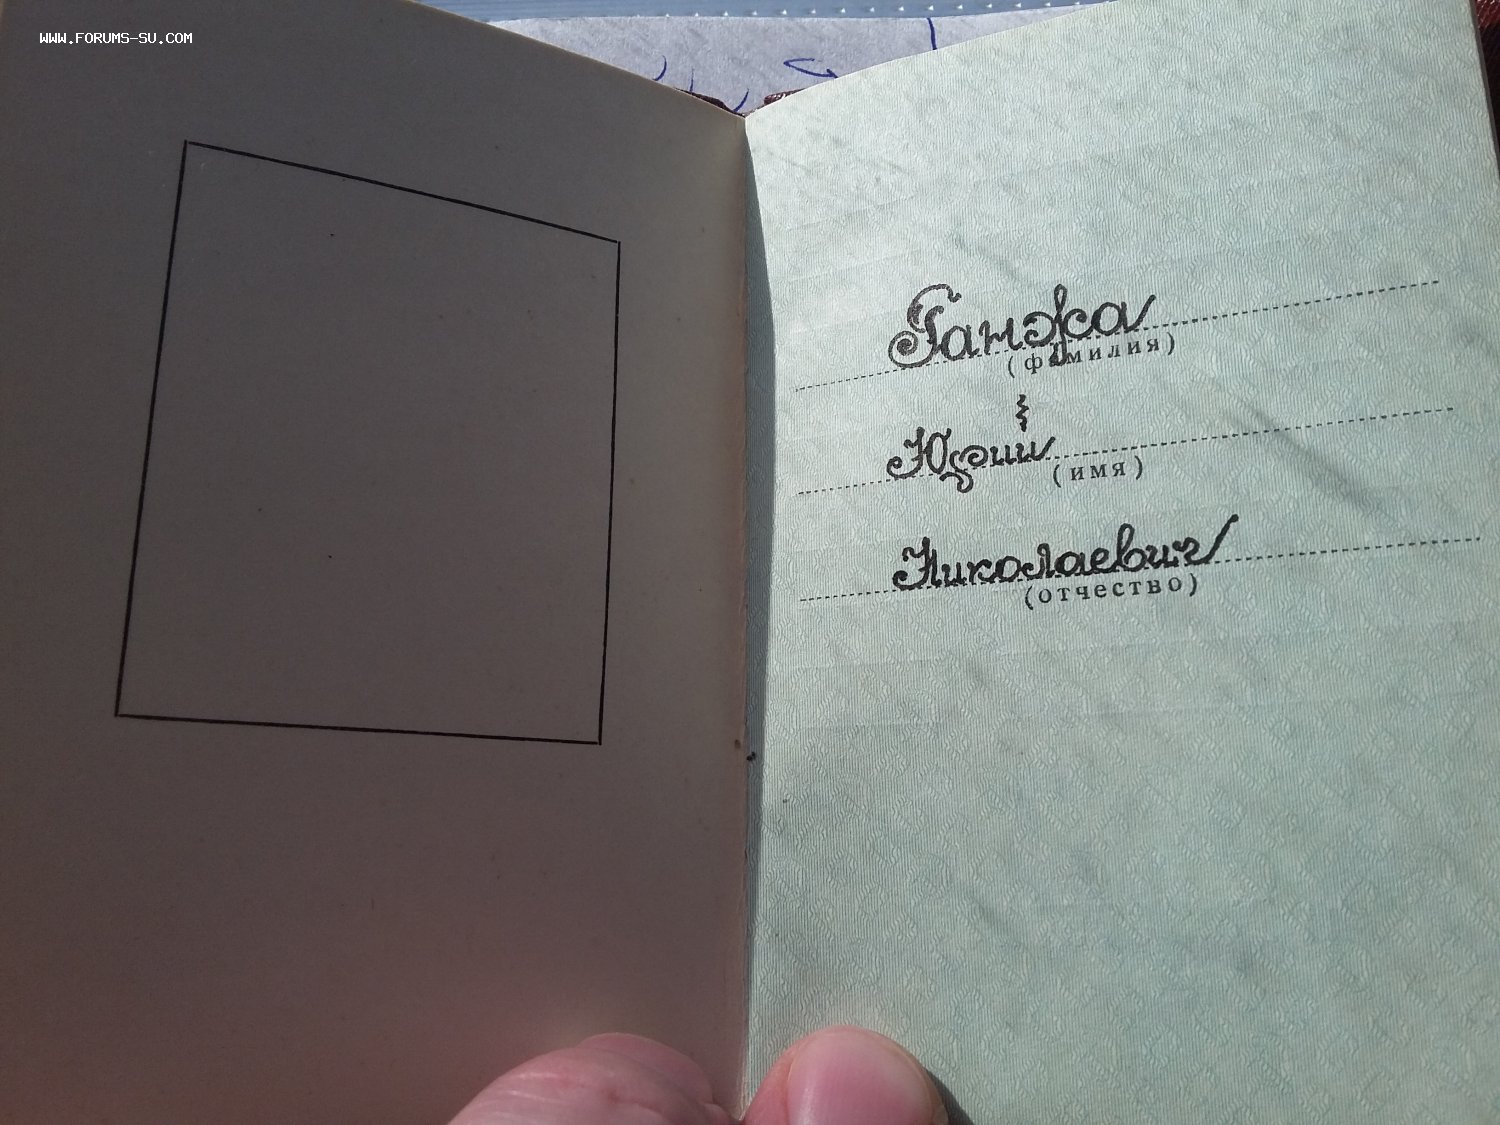 WWW.FORUMS-SU.COM
Ганжа
(фамилия)
Юрий
(имя)
Николаевич
(отчество)